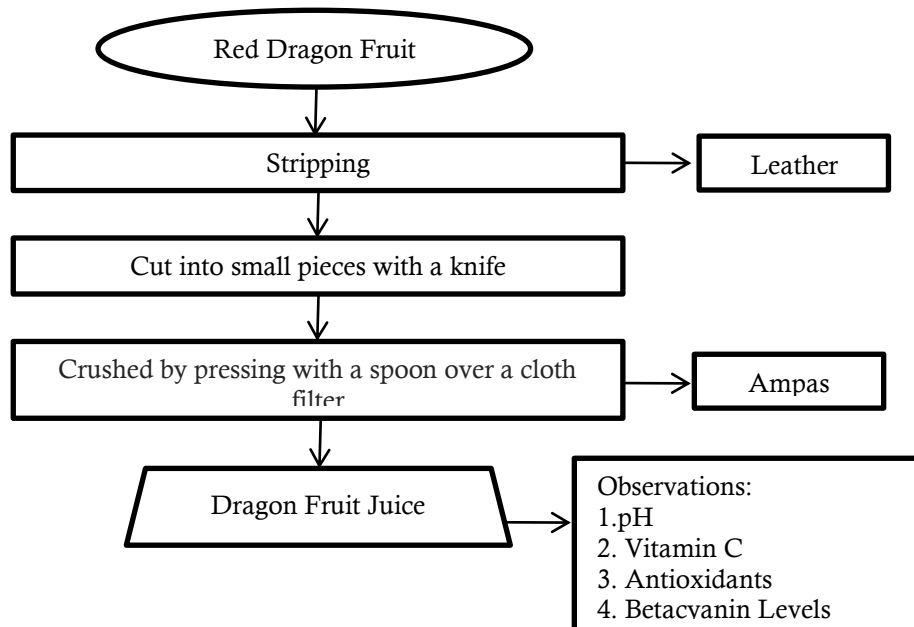 Red Dragon Fruit
Stripping
Leather
Cut into small pieces with a knife
Crushed by pressing with a spoon over a cloth
filter
Ampas
Dragon Fruit Juice
Observations:
1.pH
2. Vitamin C
3. Antioxidants
4. Betacyanin Levels